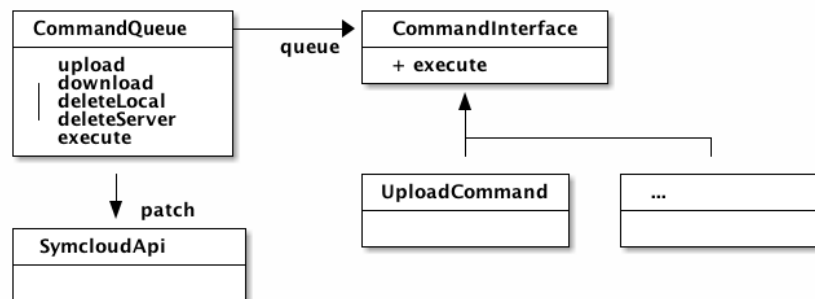 CommandQueue
upload
download
deleteLocal
deleteServer
execute
queue
CommandInterface
+ execute
patch
SymcloudApi
UploadCommand
...